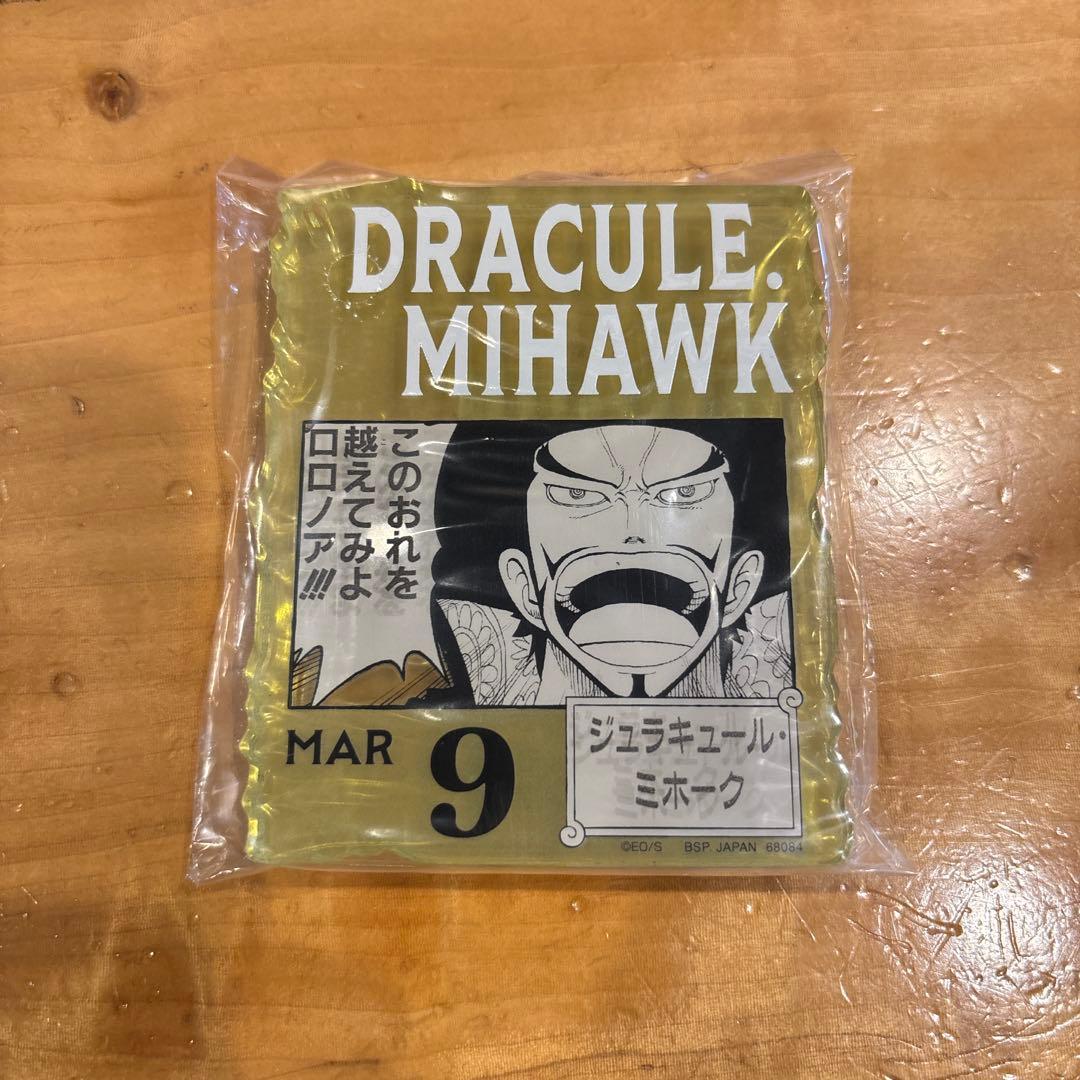 DRACULE.
MIHAWK
このおれを
越えてみよ
ロロノア!!!
MAR 9
ジュラキュール・
ミホーク
©EO/S BSP. JAPAN 68084